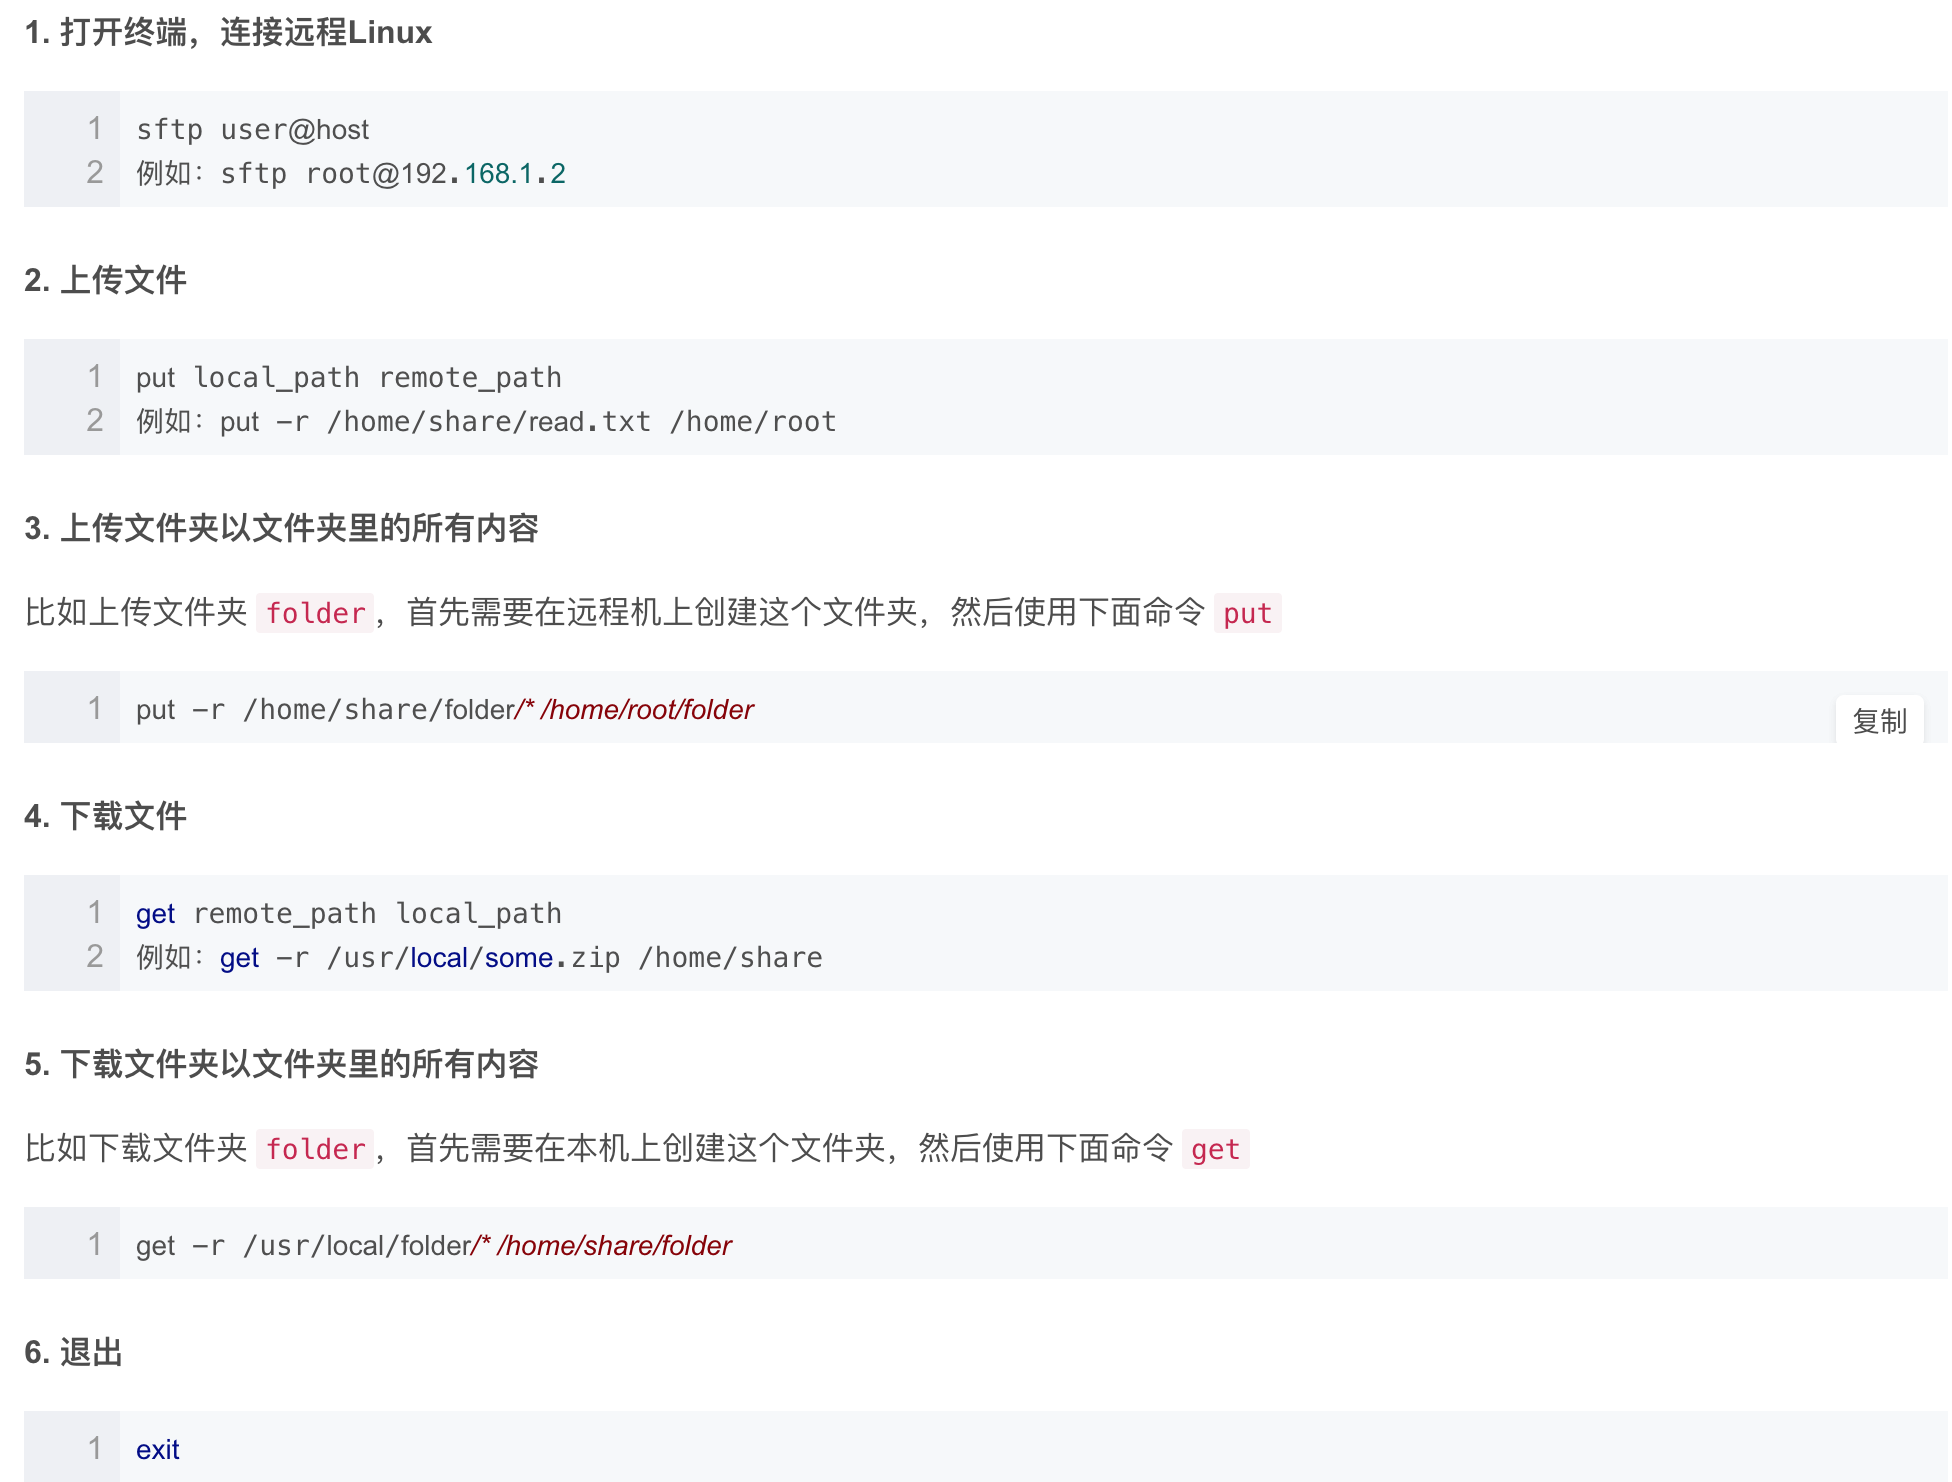 1. 打开终端，连接远程Linux
1 sftp user@host
2 例如：sftp root@192.168.1.2
2. 上传文件
1 put local_path remote_path
2 例如：put -r /home/share/read.txt /home/root
3. 上传文件夹以文件夹里的所有内容
比如上传文件夹 folder，首先需要在远程机上创建这个文件夹，然后使用下面命令 put
1 put -r /home/share/folder/* /home/root/folder
复制
4. 下载文件
1 get remote_path local_path
2 例如：get -r /usr/local/some.zip /home/share
5. 下载文件夹以文件夹里的所有内容
比如下载文件夹 folder，首先需要在本机上创建这个文件夹，然后使用下面命令 get
1 get -r /usr/local/folder/* /home/share/folder
6. 退出
1 exit